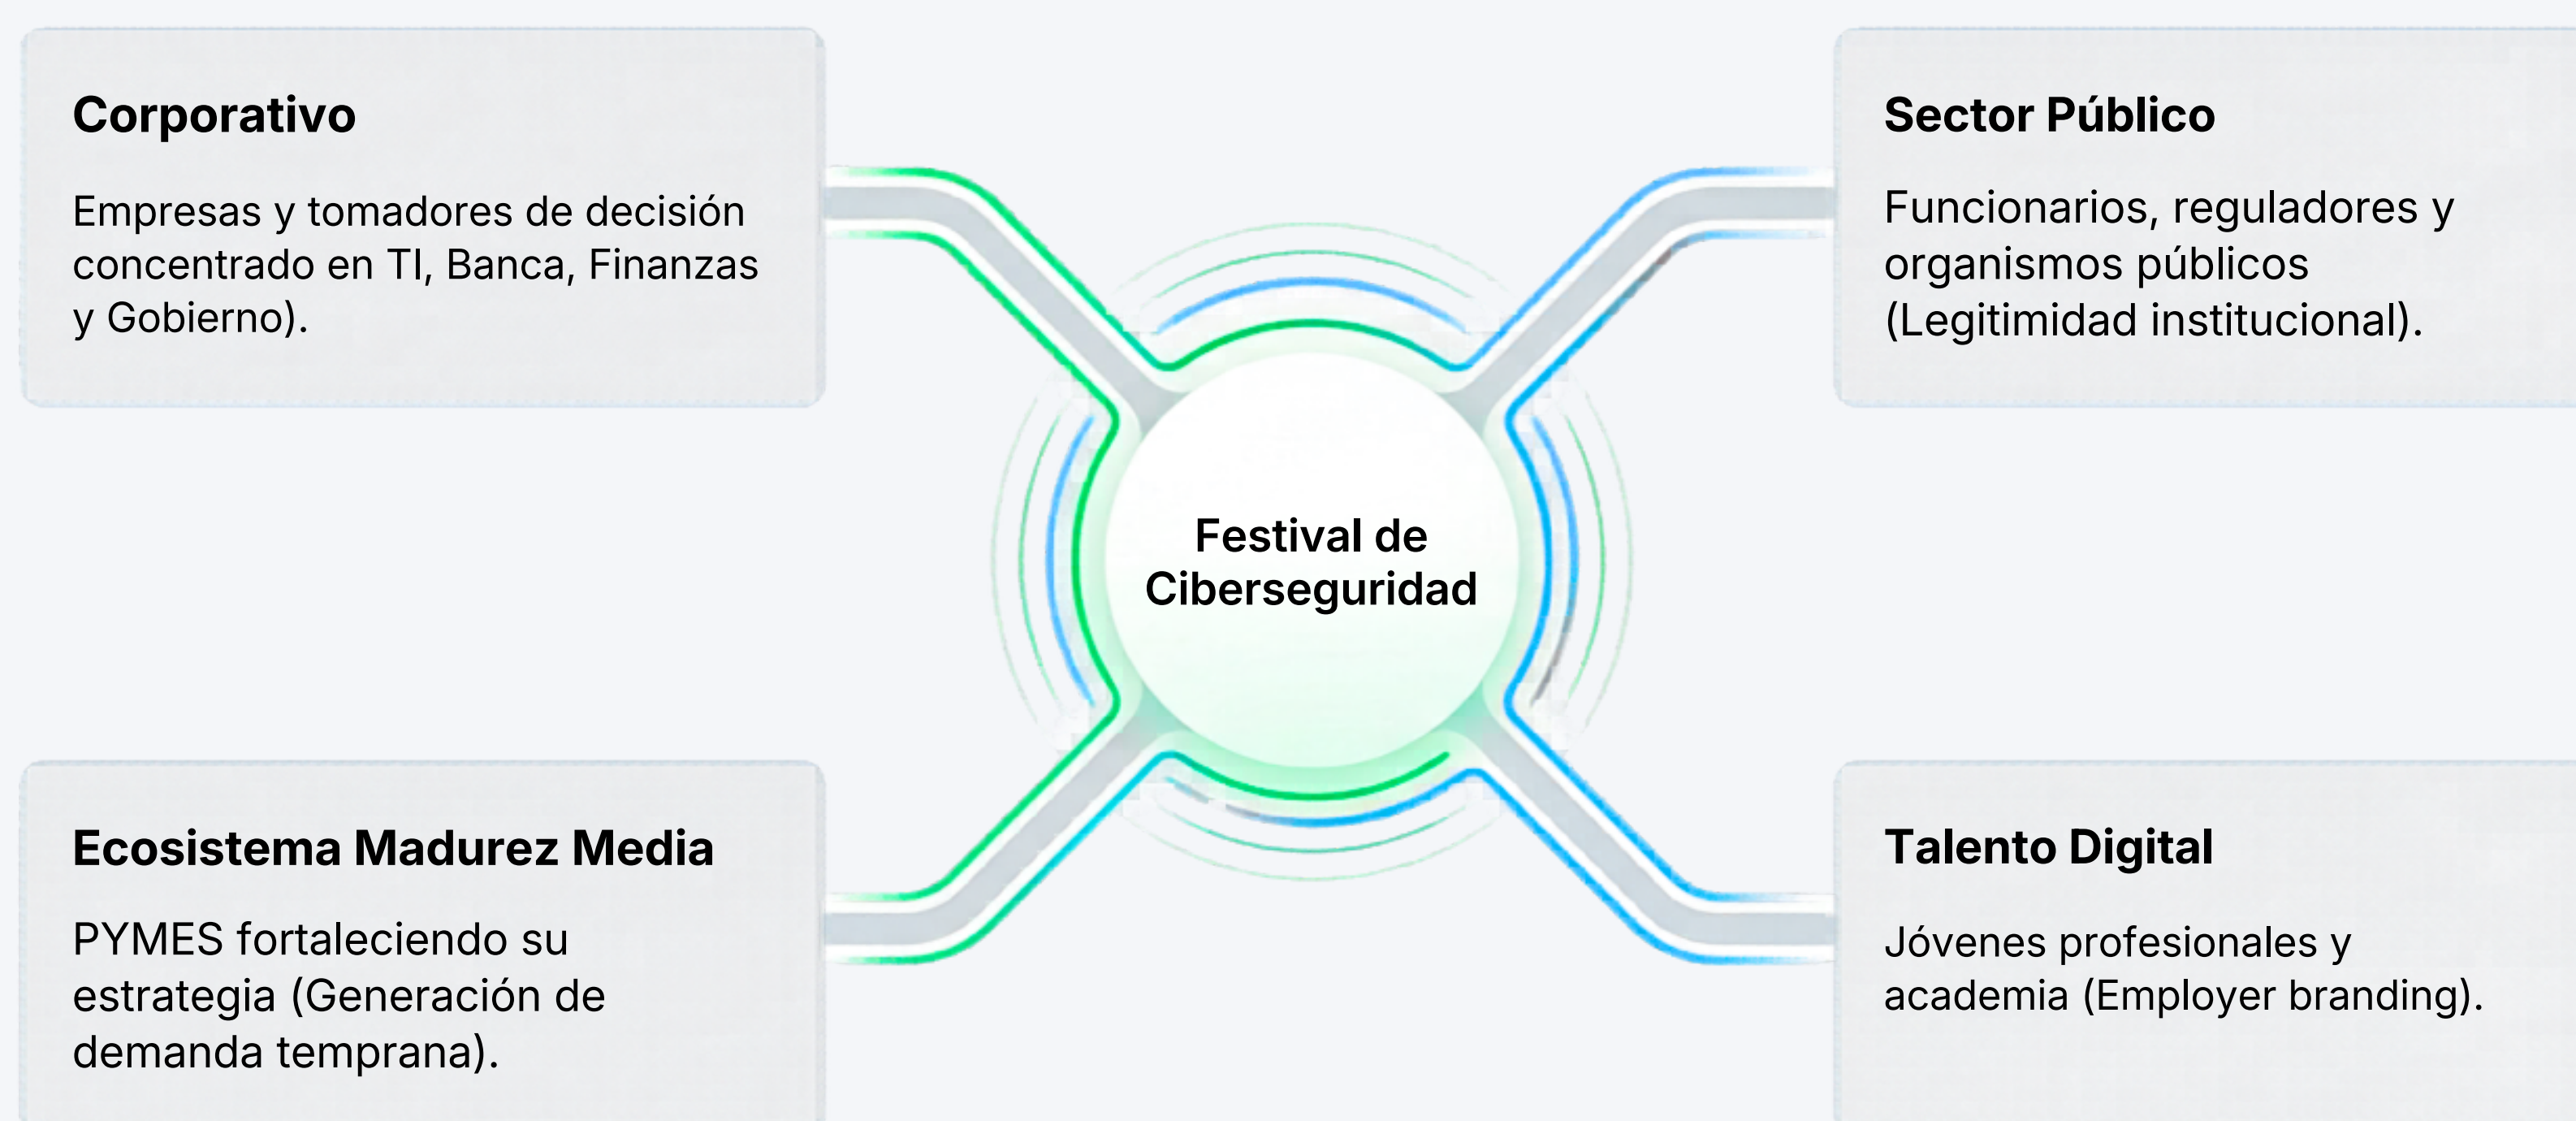 Corporativo
Empresas y tomadores de decisión
concentrado en TI, Banca, Finanzas
y Gobierno).
Sector Público
Funcionarios, reguladores y
organismos públicos
(Legitimidad institucional).
Festival de
Ciberseguridad
Ecosistema Madurez Media
PYMES fortaleciendo su
estrategia (Generación de
demanda temprana).
Talento Digital
Jóvenes profesionales y
academia (Employer branding).